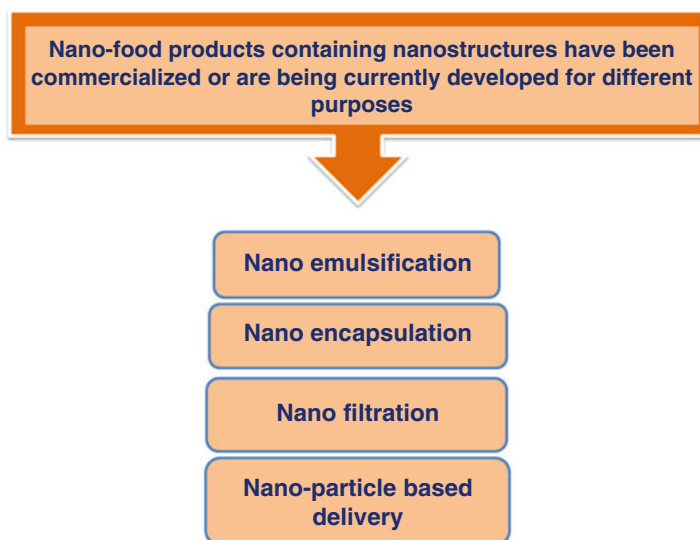 Nano-food products containing nanostructures have been
commercialized or are being currently developed for different
purposes
Nano emulsification
Nano encapsulation
Nano filtration
Nano-particle based
delivery